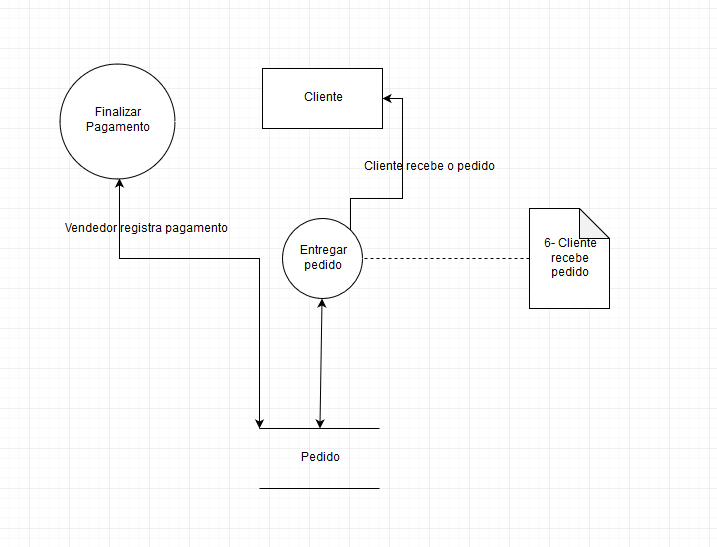 Finalizar
Pagamento
Cliente
Cliente recebe o pedido
Vendedor registra pagamento
Entregar
pedido
6- Cliente
recebe
pedido
Pedido